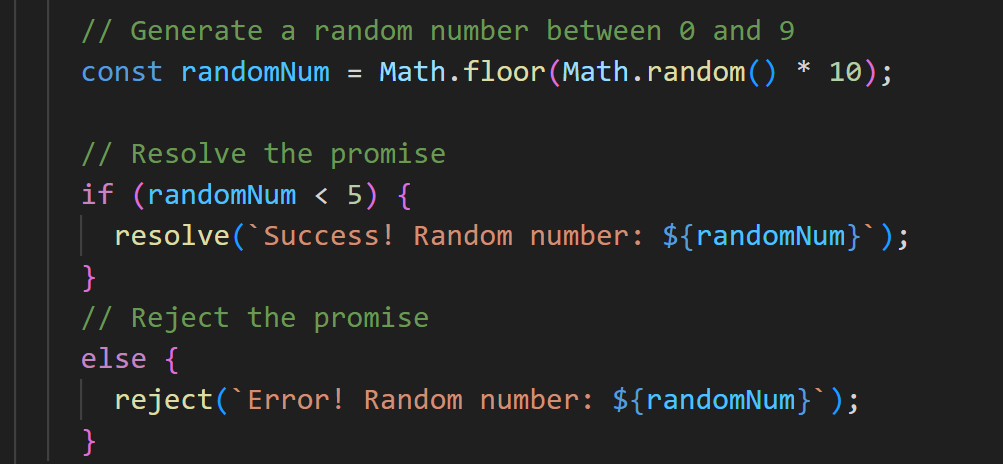 // Generate a random number between 0 and 9
const randomNum = Math.floor(Math.random() * 10);
// Resolve the promise
if (randomNum < 5) {
resolve(`Success! Random number: ${randomNum}`);
}
// Reject the promise
else {
reject(`Error! Random number: ${randomNum}`);
}